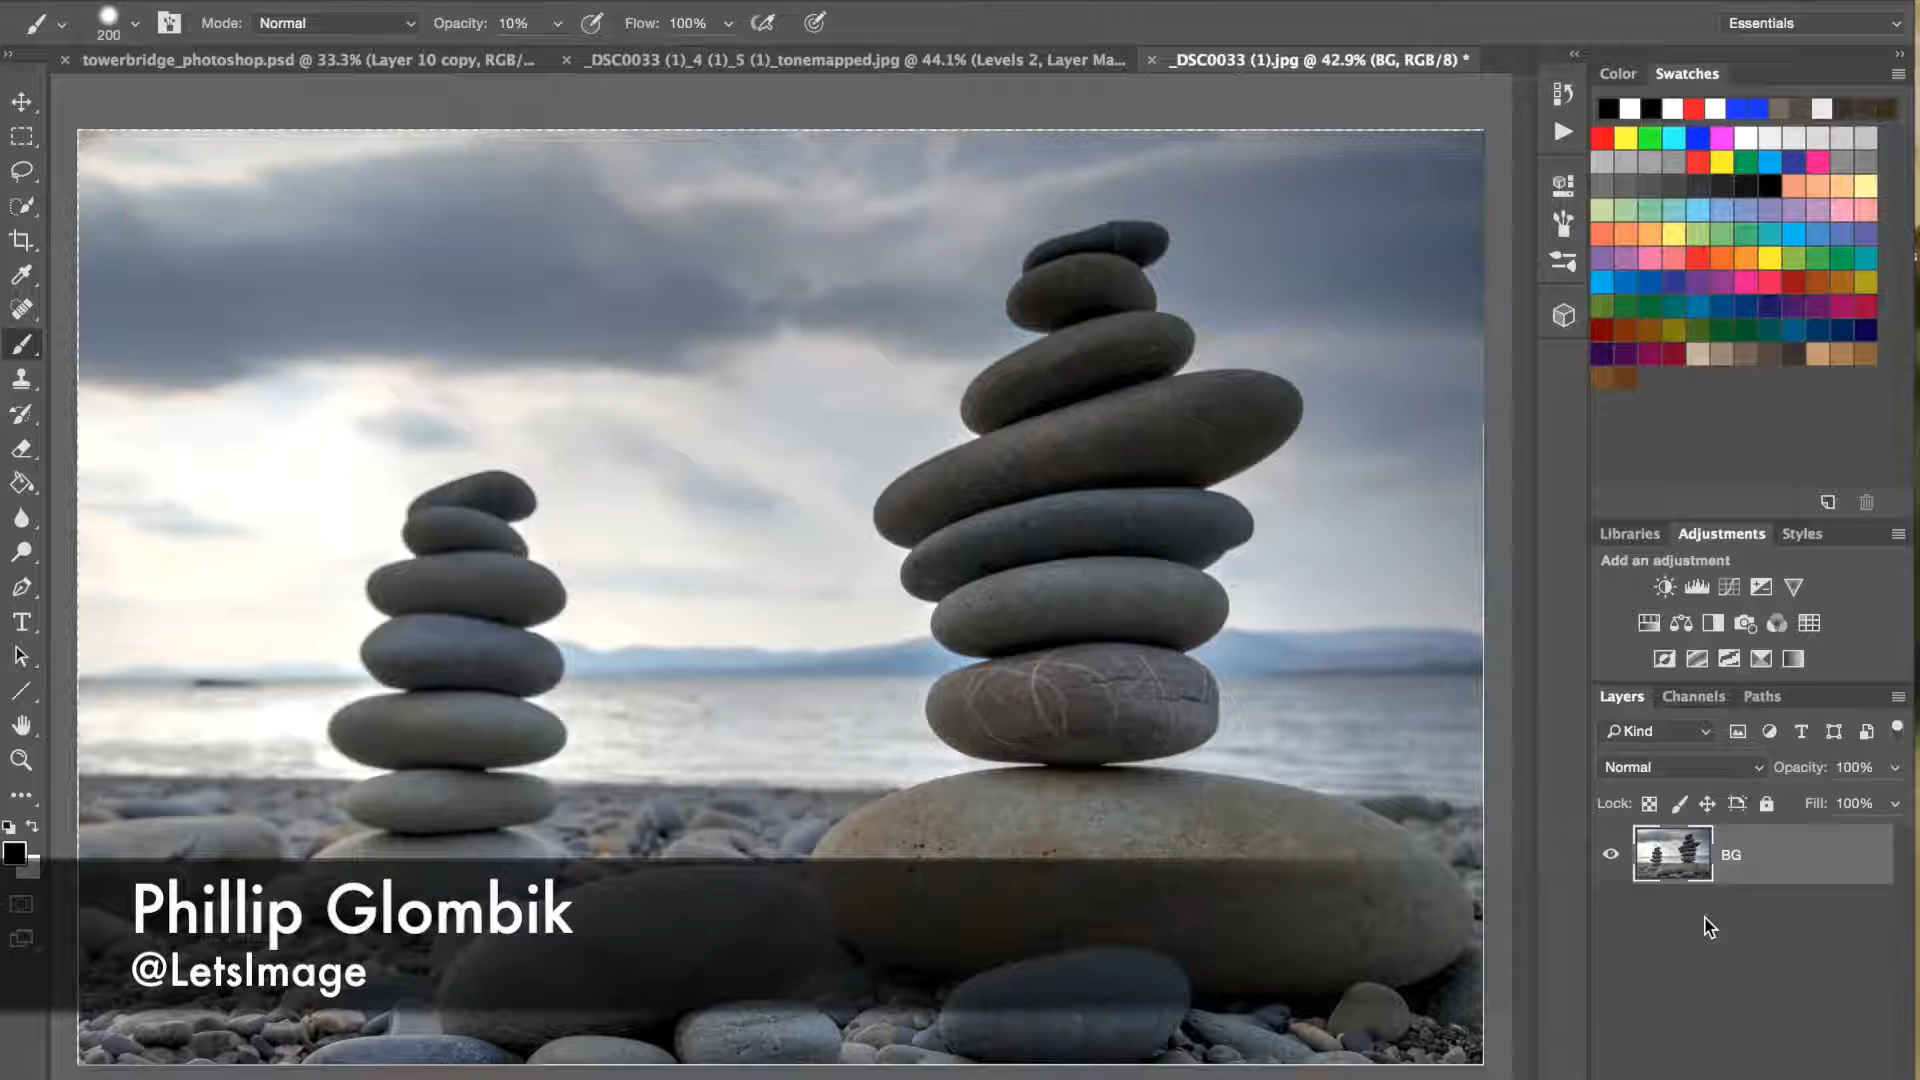 200
Mode: Normal
Opacity: 10%
Flow: 100%
Essentials
towerbridge_photoshop.psd @ 33.3% (Layer 10 copy, RGB/...
_DSC0033 (1)_4 (1)_5 (1)_tonemapped.jpg @ 44.1% (Levels 2, Layer Ma...
_DSC0033 (1).jpg @ 42.9% (BG, RGB/8) *
Color Swatches
Libraries Adjustments Styles
Add an adjustment
Layers Channels Paths
Kind
Normal Opacity: 100%
Lock: Fill: 100%
BG
Phillip Glombik
@LetsImage